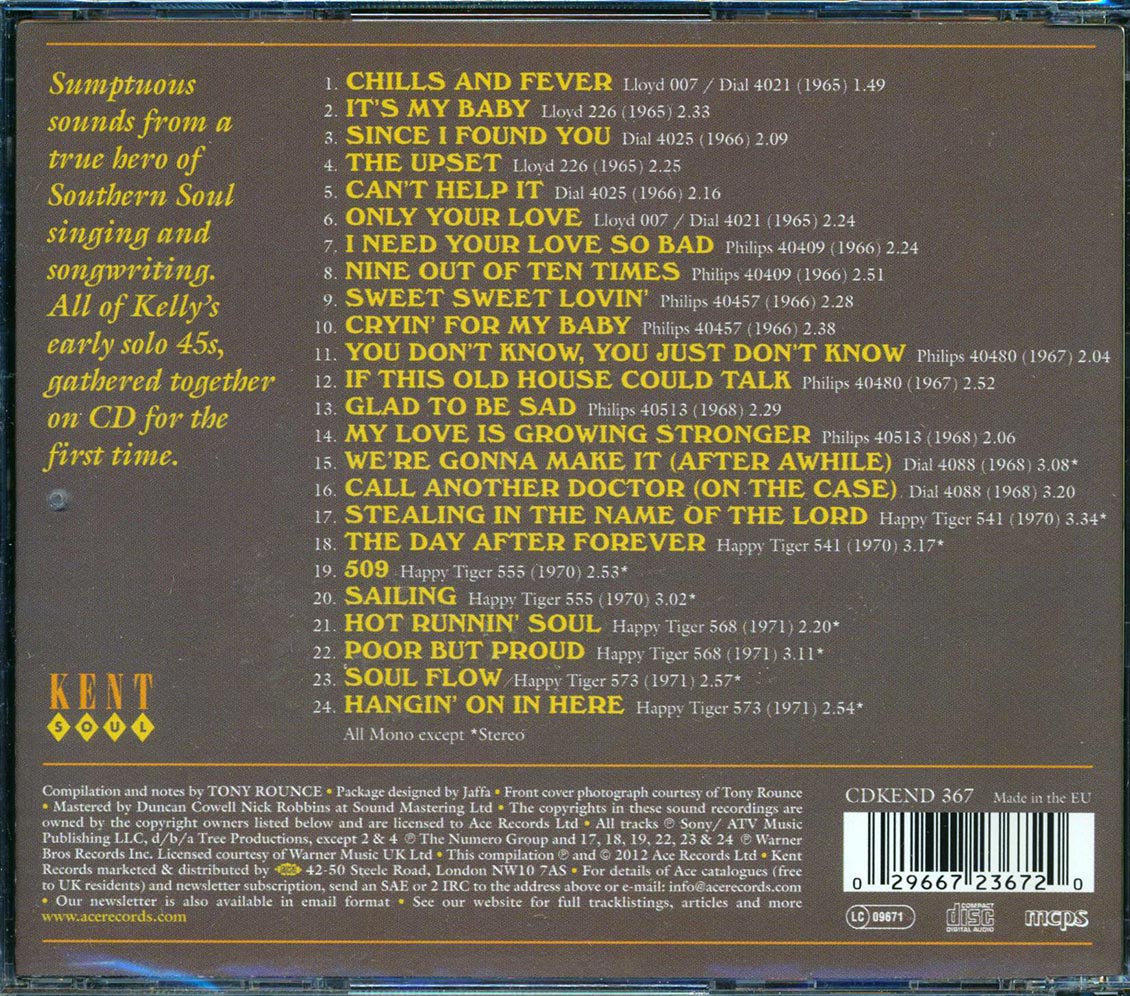 Sumptuous
sounds from a
true hero of
Southern Soul
singing and
songwriting.
All of Kelly's
early solo 45s,
gathered together
on CD for the
first time.
1. CHILLS AND FEVER Lloyd 007 / Dial 4021 (1965) 1.49
2. IT'S MY BABY Lloyd 226 (1965) 2.33
3. SINCE I FOUND YOU Dial 4025 (1966) 2.09
4. THE UPSET Lloyd 226 (1965) 2.25
5. CAN'T HELP IT Dial 4025 (1966) 2.16
6. ONLY YOUR LOVE Lloyd 007 / Dial 4021 (1965) 2.24
7. I NEED YOUR LOVE SO BAD Philips 40409 (1966) 2.24
8. NINE OUT OF TEN TIMES Philips 40409 (1966) 2.51
9. SWEET SWEET LOVIN' Philips 40457 (1966) 2.28
10. CRYIN' FOR MY BABY Philips 40457 (1966) 2.38
11. YOU DON'T KNOW, YOU JUST DON'T KNOW Philips 40480 (1967) 2.04
12. IF THIS OLD HOUSE COULD TALK Philips 40480 (1967) 2.52
13. GLAD TO BE SAD Philips 40513 (1968) 2.29
14. MY LOVE IS GROWING STRONGER Philips 40513 (1968) 2.06
15. WE'RE GONNA MAKE IT (AFTER AWHILE) Dial 4088 (1968) 3.08*
16. CALL ANOTHER DOCTOR (ON THE CASE) Dial 4088 (1968) 3.20
17. STEALING IN THE NAME OF THE LORD Happy Tiger 541 (1970) 3.34*
18. THE DAY AFTER FOREVER Happy Tiger 541 (1970) 3.17*
19. 509 Happy Tiger 555 (1970) 2.53*
20. SAILING Happy Tiger 555 (1970) 3.02*
21. HOT RUNNIN' SOUL Happy Tiger 568 (1971) 2.20*
22. POOR BUT PROUD Happy Tiger 568 (1971) 3.11*
23. SOUL FLOW Happy Tiger 573 (1971) 2.57*
24. HANGIN' ON IN HERE Happy Tiger 573 (1971) 2.54*
All Mono except *Stereo
KENT
SOUL
Compilation and notes by TONY ROUNCE • Package designed by Jaffa • Front cover photograph courtesy of Tony Rounce
• Mastered by Duncan Cowell Nick Robbins at Sound Mastering Ltd • The copyrights in these sound recordings are
owned by the copyright owners listed below and are licensed to Ace Records Ltd • All tracks ℗ Sony/ ATV Music
Publishing LLC, d/b/a Tree Productions, except 2 & 4 ℗ The Numero Group and 17, 18, 19, 22, 23 & 24 ℗ Warner
Bros Records Inc. Licensed courtesy of Warner Music UK Ltd • This compilation ℗ and © 2012 Ace Records Ltd • Kent
Records marketed & distributed by ace 42-50 Steele Road, London NW10 7AS • For details of Ace catalogues (free
to UK residents) and newsletter subscription, send an SAE or 2 IRC to the address above or e-mail: info@acerecords.com
• Our newsletter is also available in email format • See our website for full tracklistings, articles and more
www.acerecords.com
CDKEND 367 Made in the EU
0 29667 23672 0
LC 09671
COMPACT disc DIGITAL AUDIO
mcps